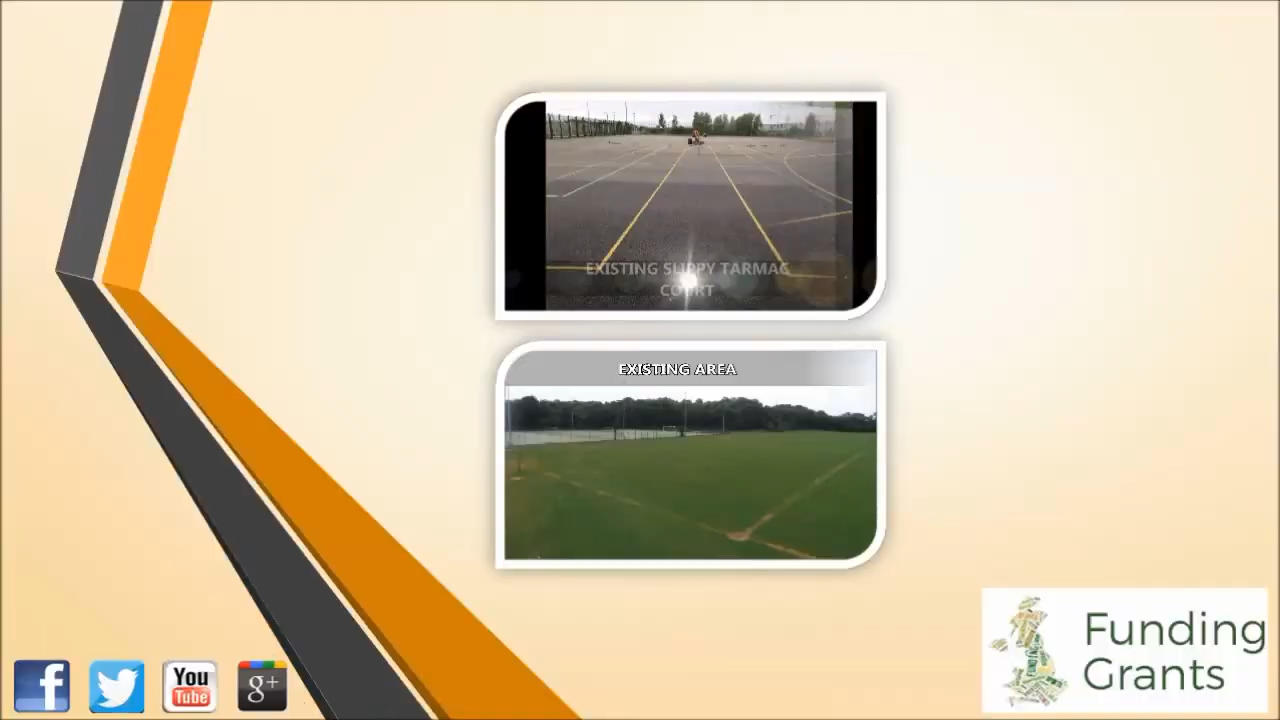 EXISTING SLIPPY TARMAC
COURT
EXISTING AREA
Funding
Grants
f
You
Tube
g+